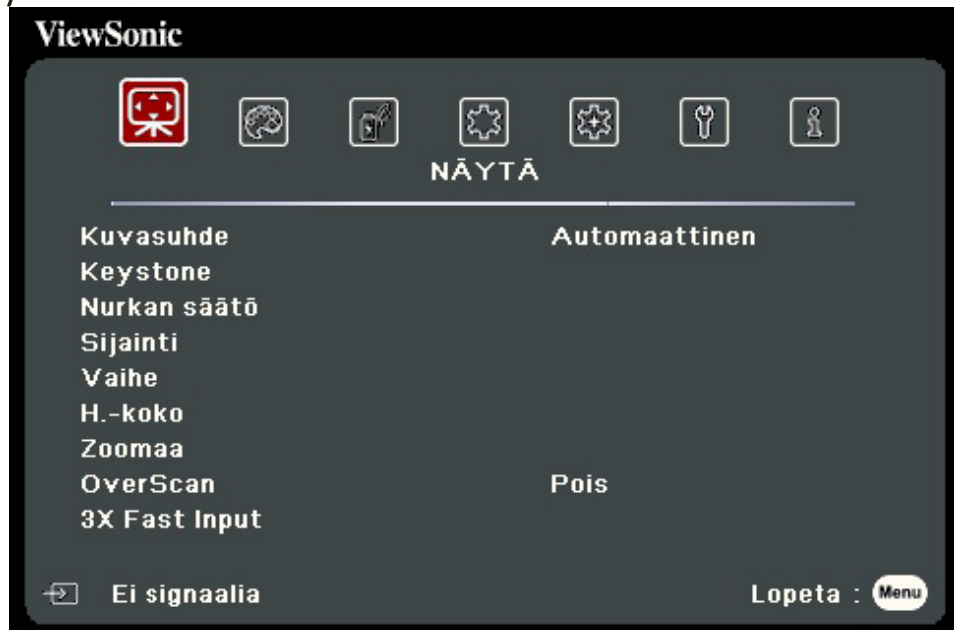 ViewSonic
NÄYTÄ
Kuvasuhde Automaattinen
Keystone
Nurkan säätö
Sijainti
Vaihe
H.-koko
Zoomaa
OverScan Pois
3X Fast Input
Ei signaalia Lopeta : Menu